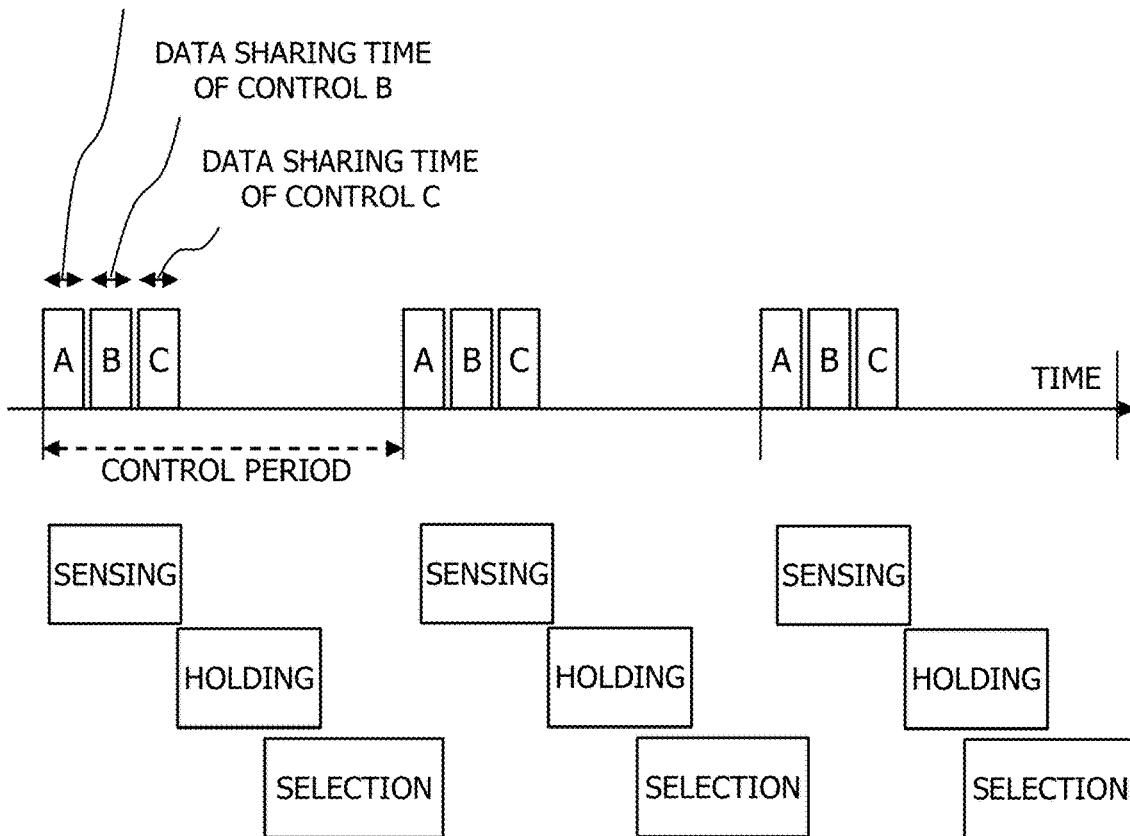 DATA SHARING TIME
OF CONTROL B
DATA SHARING TIME
OF CONTROL C
A B C A B C A B C
TIME
CONTROL PERIOD
SENSING SENSING SENSING
HOLDING HOLDING HOLDING
SELECTION SELECTION SELECTION